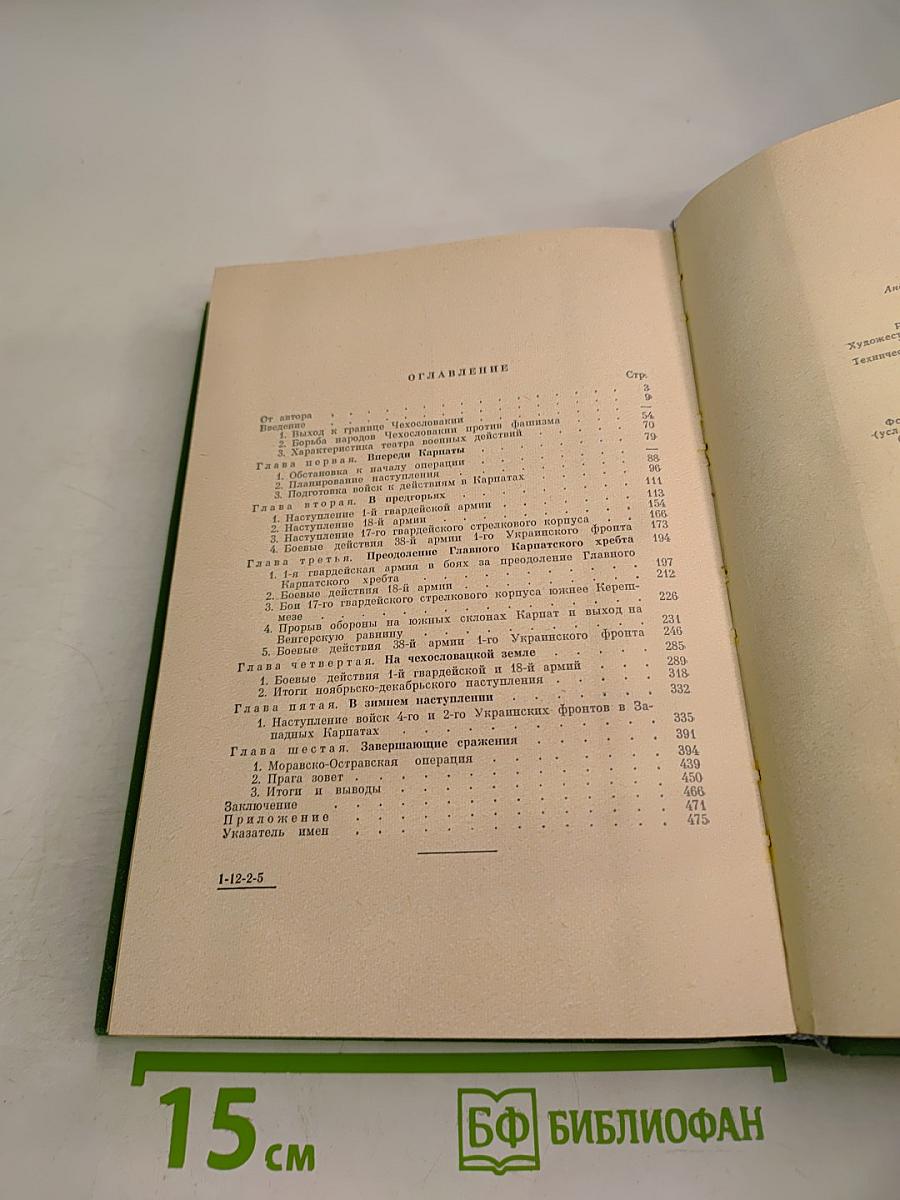 ОГЛАВЛЕНИЕ
Стр.
От автора . . . . . . . . . . 3
Введение . . . . . . . . . . 9
1. Выход к границе Чехословакии . . . . —
2. Борьба народов Чехословакии против фашизма . . 54
3. Характеристика театра военных действий . . . 70
Глава первая. Впереди Карпаты . . . . 79
1. Обстановка к началу операции . . . . —
2. Планирование наступления . . . . 88
3. Подготовка войск к действиям в Карпатах . . . 96
Глава вторая. В предгорьях . . . . 111
1. Наступление 1-й гвардейской армии . . . . 113
2. Наступление 18-й армии . . . . 154
3. Наступление 17-го гвардейского стрелкового корпуса . . 166
4. Боевые действия 38-й армии 1-го Украинского фронта 173
Глава третья. Преодоление Главного Карпатского хребта 194
1. 1-я гвардейская армия в боях за преодоление Главного
Карпатского хребта . . . . 197
2. Боевые действия 18-й армии . . . . 212
3. Бои 17-го гвардейского стрелкового корпуса южнее Кереш-
мезе . . . . 226
4. Прорыв обороны на южных склонах Карпат и выход на
Венгерскую равнину . . . . 231
5. Боевые действия 38-й армии 1-го Украинского фронта 246
Глава четвертая. На чехословацкой земле . . . 285
1. Боевые действия 1-й гвардейской и 18-й армий . . . 289
2. Итоги ноябрьско-декабрьского наступления . . . 318
Глава пятая. В зимнем наступлении . . . . 332
1. Наступление войск 4-го и 2-го Украинских фронтов в За-
падных Карпатах . . . . 335
Глава шестая. Завершающие сражения . . . . 391
1. Моравско-Остравская операция . . . . 394
2. Прага зовет . . . . 439
3. Итоги и выводы . . . . 450
Заключение . . . . 466
Приложение . . . . 471
Указатель имен . . . . 475
1-12-2-5
Художест
Техничес
(усл
15 см
БФ БИБЛИОФАН